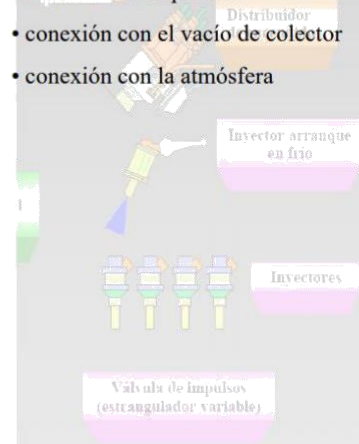 Distribuidor
• conexión con el vacío de colector
• conexión con la atmósfera
Inyector arranque
en frio
Inyectores
Válvula de impulsos
(estrangulador variable)